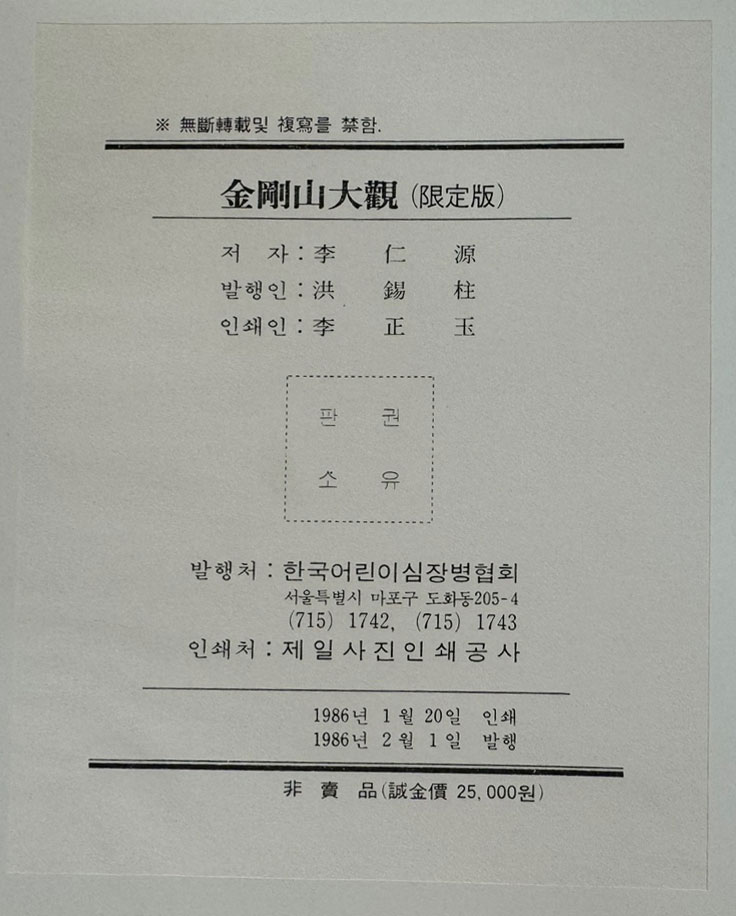 ※ 無斷轉載및 複寫를 禁함.
金剛山大觀 (限定版)
저 자 : 李 仁 源
발행인 : 洪 錫 柱
인쇄인 : 李 正 玉
판 권
소 유
발행처 : 한국어린이심장병협회
서울특별시 마포구 도화동205-4
(715) 1742, (715) 1743
인쇄처 : 제일사진인쇄공사
1986년 1월 20일 인쇄
1986년 2월 1일 발행
非 賣 品 (誠金價 25,000원)